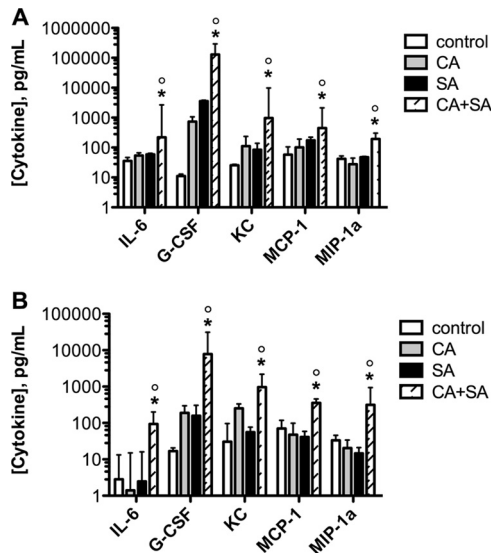 A
[Cytokine], pg/mL
1000000
100000
10000
1000
100
10
1
° * ° * ° * ° * ° *
IL-6 G-CSF KC MCP-1 MIP-1a
control
CA
SA
CA+SA
B
[Cytokine], pg/mL
100000
10000
1000
100
10
1
° * ° * ° * ° * ° *
IL-6 G-CSF KC MCP-1 MIP-1a
control
CA
SA
CA+SA